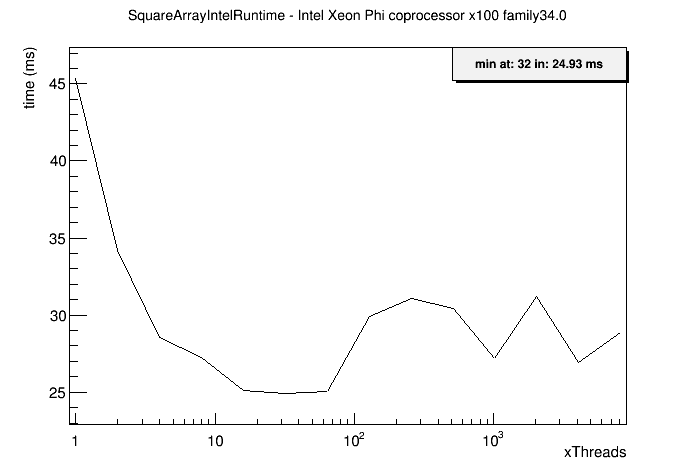 SquareArrayIntelRuntime - Intel Xeon Phi coprocessor x100 family34.0
time (ms)
min at: 32 in: 24.93 ms
45
40
35
30
25
1 10 10² 10³
xThreads